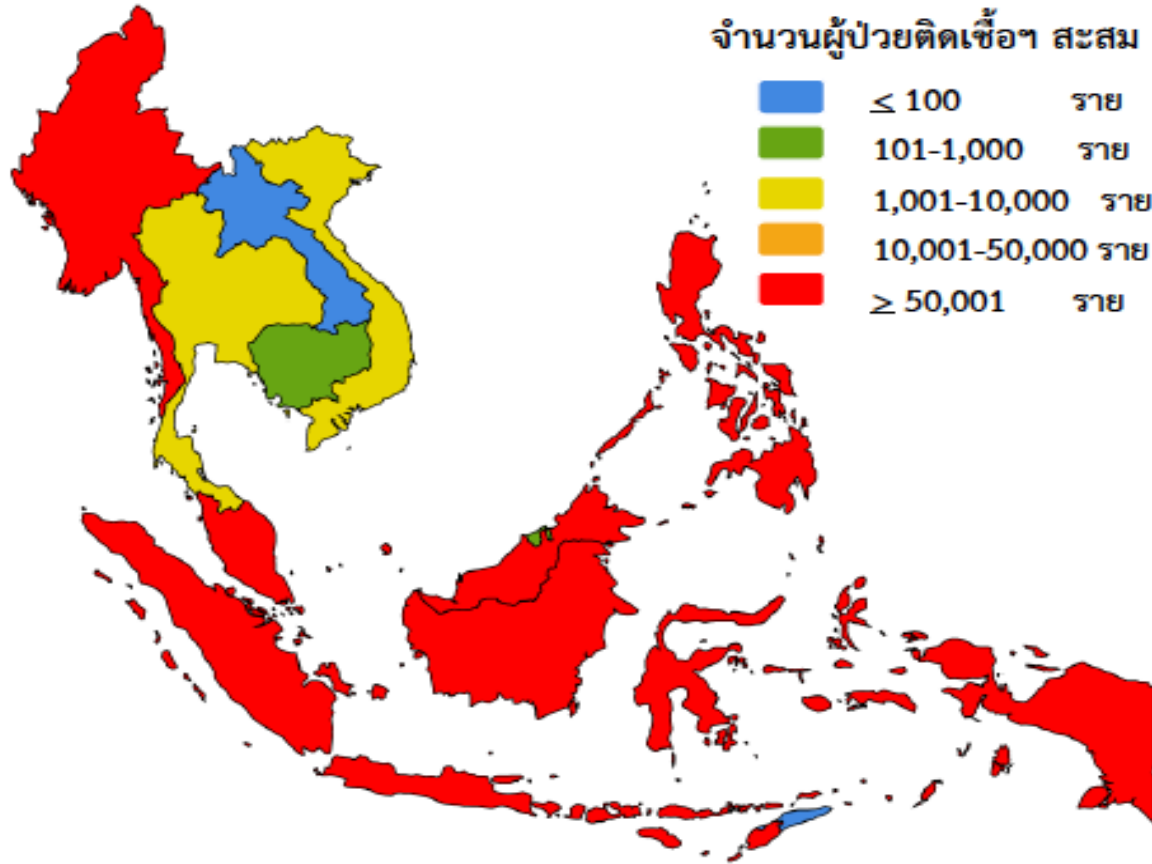 จำนวนผู้ป่วยติดเชื้อฯ สะสม
≤ 100 ราย
101-1,000 ราย
1,001-10,000 ราย
10,001-50,000 ราย
≥ 50,001 ราย